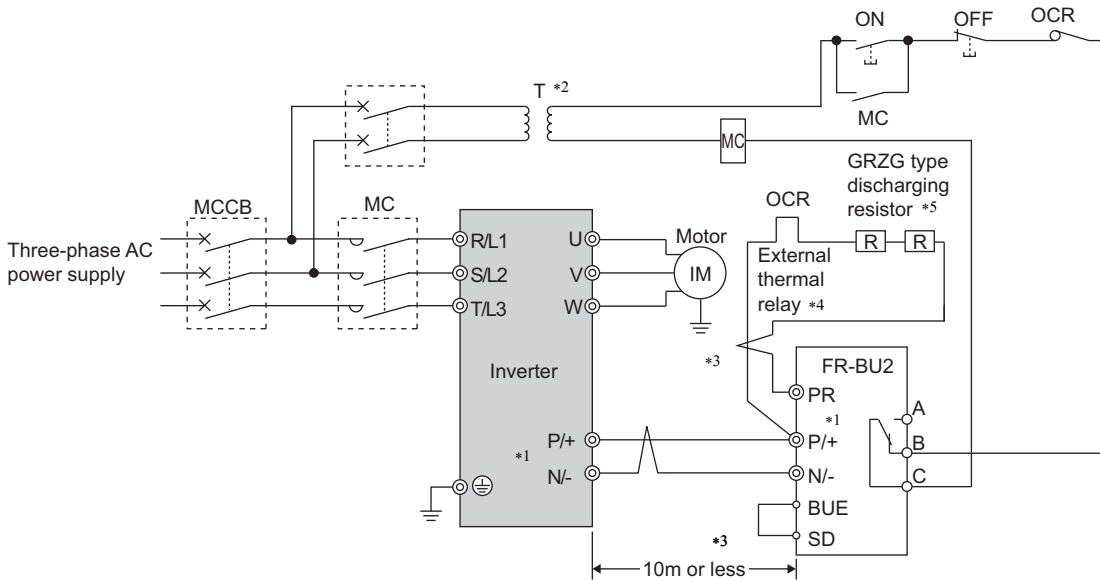 ON
OFF
OCR
T *2
MC
MC
GRZG type
discharging
resistor *5
OCR
R
R
External
thermal
relay *4
MCCB
MC
Three-phase AC
power supply
R/L1
S/L2
T/L3
U
V
W
Motor
IM
Inverter
*3
FR-BU2
PR
*1
A
P/+
P/+
B
*1
N/-
N/-
C
BUE
SD
*3
10m or less